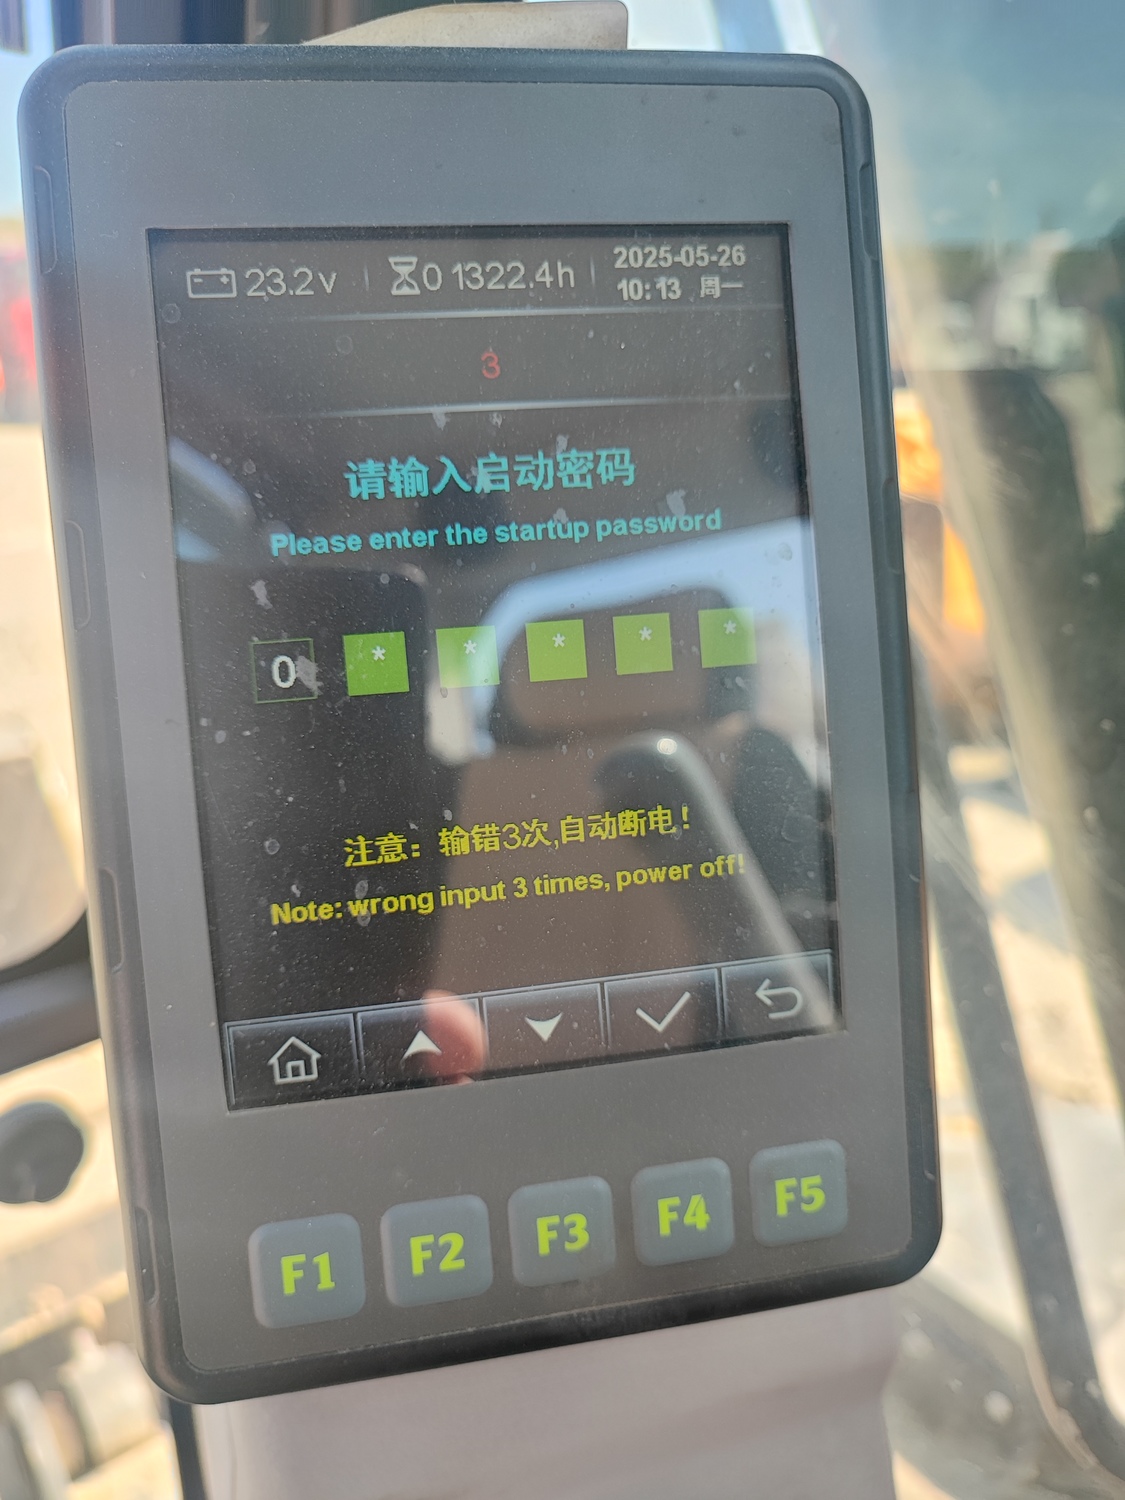 23.2v 0 1322.4h 2025-05-26
10:13 周一
3
请输入启动密码
Please enter the startup password
0 * * * * *
注意：输错3次,自动断电！
Note: wrong input 3 times, power off!
F1 F2 F3 F4 F5